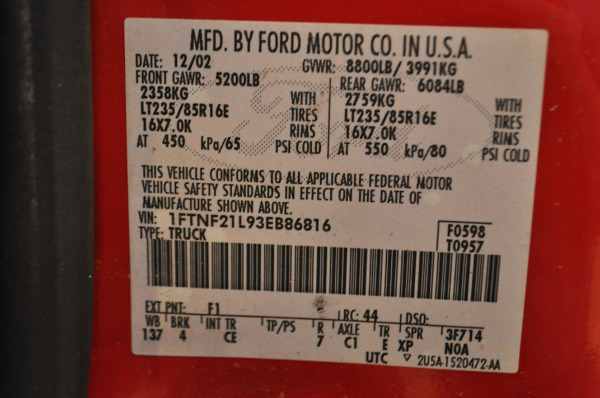 MFD. BY FORD MOTOR CO. IN U.S.A.
DATE: 12/02 GVWR: 8800LB/ 3991KG
FRONT GAWR: 5200LB REAR GAWR: 6084LB
2358KG WITH 2759KG WITH
LT235/85R16E TIRES LT235/85R16E TIRES
16X7.0K RIMS 16X7.0K RIMS
AT 450 kPa/65 PSI COLD AT 550 kPa/80 PSI COLD
THIS VEHICLE CONFORMS TO ALL APPLICABLE FEDERAL MOTOR
VEHICLE SAFETY STANDARDS IN EFFECT ON THE DATE OF
MANUFACTURE SHOWN ABOVE.
VIN: 1FTNF21L93EB86816 F0598
TYPE: TRUCK T0957
EXT PNT: F1 RC: 44 DSO:
WB BRK INT TR TP/PS R AXLE TR SPR 3F714
137 4 CE 7 C1 E XP NOA
UTC ▽ 2U5A-1520472-AA